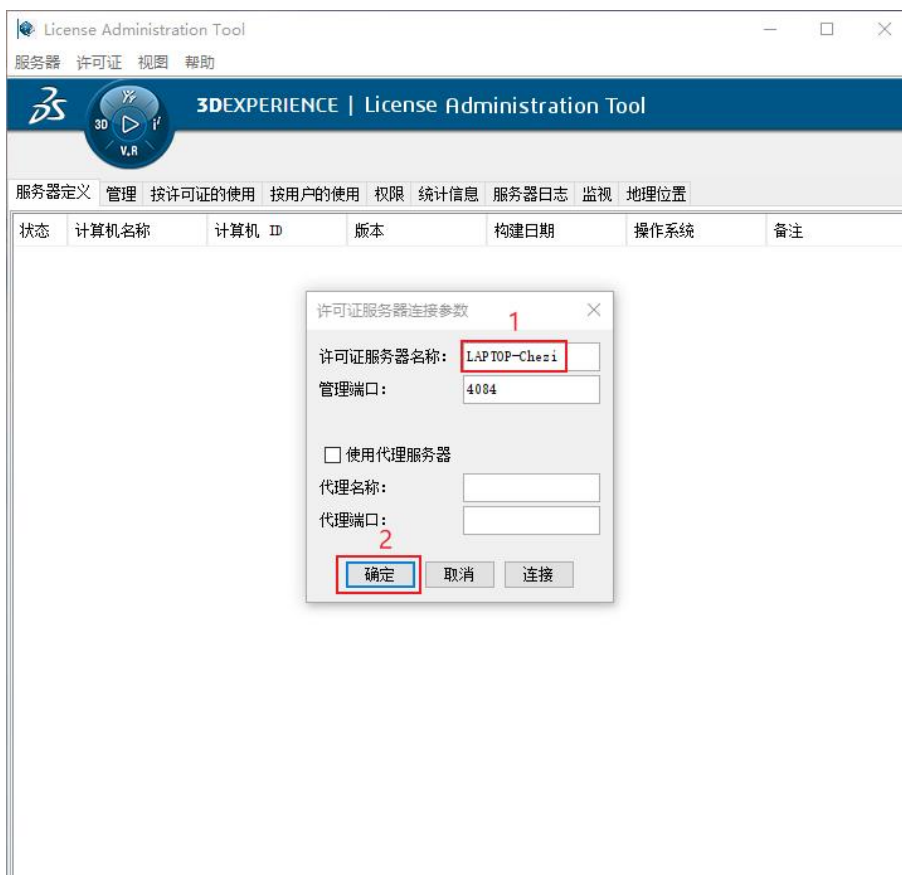 License Administration Tool
服务器 许可证 视图 帮助
3DEXPERIENCE | License Administration Tool
3D
V.R
服务器定义 管理 按许可证的使用 按用户的使用 权限 统计信息 服务器日志 监视 地理位置
状态 计算机名称 计算机 ID 版本 构建日期 操作系统 备注
许可证服务器连接参数
1
许可证服务器名称: LAPTOP-Chezi
管理端口: 4084
使用代理服务器
代理名称:
代理端口:
2
确定 取消 连接